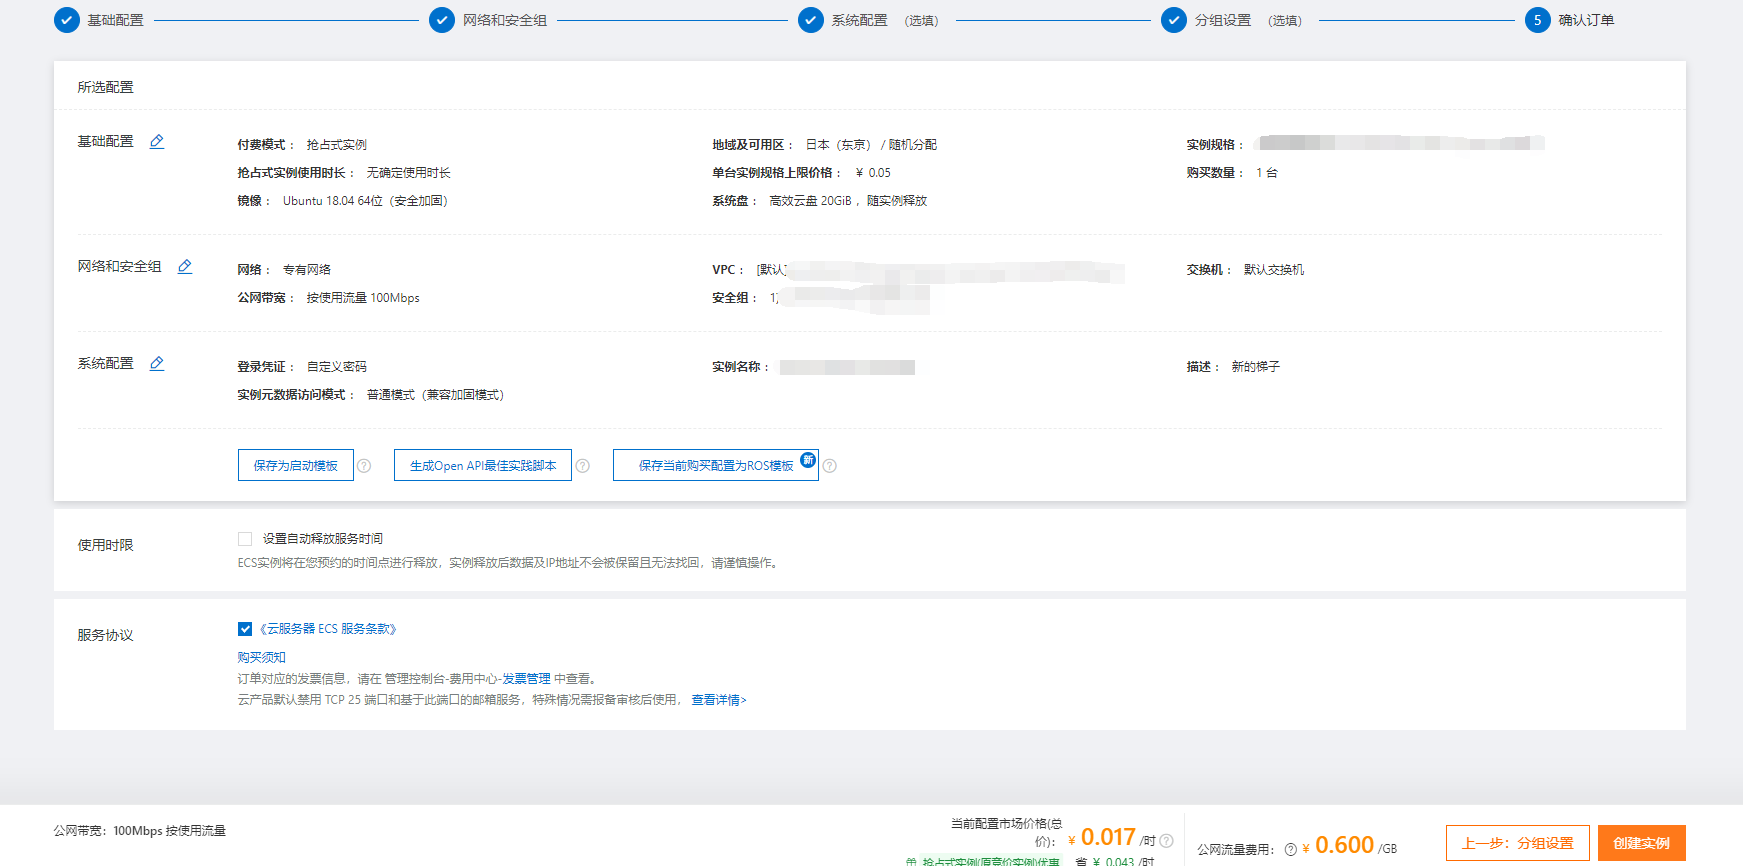 基础配置
网络和安全组
系统配置 (选填)
分组设置 (选填)
5 确认订单
所选配置
基础配置
付费模式： 抢占式实例
地域及可用区： 日本（东京） / 随机分配
实例规格：
抢占式实例使用时长： 无确定使用时长
单台实例规格上限价格： ¥ 0.05
购买数量： 1 台
镜像： Ubuntu 18.04 64位（安全加固）
系统盘： 高效云盘 20GiB ，随实例释放
网络和安全组
网络： 专有网络
VPC： [默认]
交换机： 默认交换机
公网带宽： 按使用流量 100Mbps
安全组：
系统配置
登录凭证： 自定义密码
实例名称：
描述： 新的梯子
实例元数据访问模式： 普通模式（兼容加固模式）
保存为启动模板 ?
生成Open API最佳实践脚本 ?
保存当前购买配置为ROS模板 新 ?
使用时限
设置自动释放服务时间
ECS实例将在您预约的时间点进行释放，实例释放后数据及IP地址不会被保留且无法找回，请谨慎操作。
服务协议
《云服务器 ECS 服务条款》
购买须知
订单对应的发票信息，请在 管理控制台-费用中心-发票管理 中查看。
云产品默认禁用 TCP 25 端口和基于此端口的邮箱服务，特殊情况需报备审核后使用， 查看详情>
公网带宽：100Mbps 按使用流量
当前配置市场价格(总
价)： ¥ 0.017 /时 ?
抢占式实例(原竞价实例)优惠 省 ¥ 0.043 /时
公网流量费用： ? ¥ 0.600 /GB
上一步：分组设置
创建实例